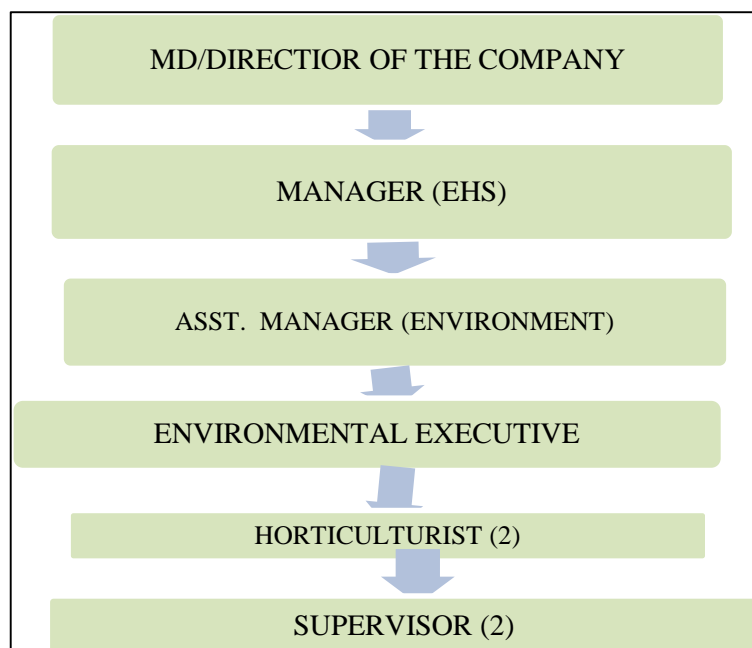 MD/DIRECTIOR OF THE COMPANY
MANAGER (EHS)
ASST. MANAGER (ENVIRONMENT)
ENVIRONMENTAL EXECUTIVE
HORTICULTURIST (2)
SUPERVISOR (2)